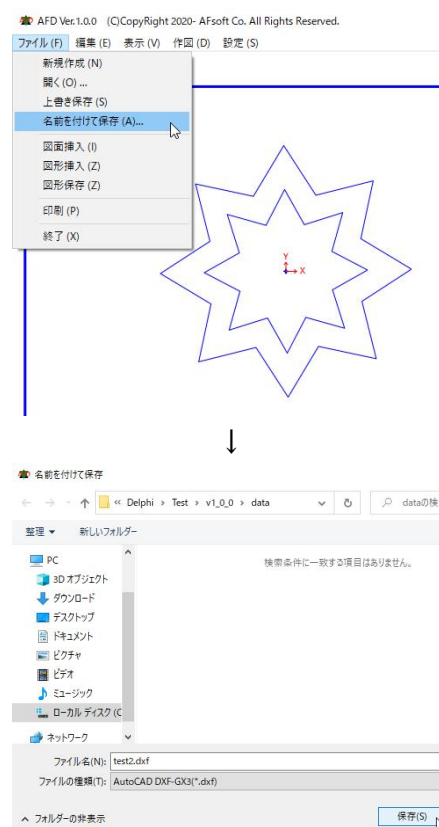 AFD Ver.1.0.0 (C)CopyRight 2020- AFsoft Co. All Rights Reserved.
ファイル (F) 編集 (E) 表示 (V) 作図 (D) 設定 (S)
新規作成 (N)
開く(O) ...
上書き保存 (S)
名前を付けて保存 (A)...
図面挿入 (I)
図形挿入 (Z)
図形保存 (Z)
印刷 (P)
終了 (X)
Y
X
↓
名前を付けて保存
« Delphi › Test › v1_0_0 › data
dataの検
整理 新しいフォルダー
PC
検索条件に一致する項目はありません。
3D オブジェクト
ダウンロード
デスクトップ
ドキュメント
ピクチャ
ビデオ
ミュージック
ローカル ディスク (C
ネットワーク
ファイル名(N): test2.dxf
ファイルの種類(T): AutoCAD DXF-GX3(*.dxf)
フォルダーの非表示 保存(S)